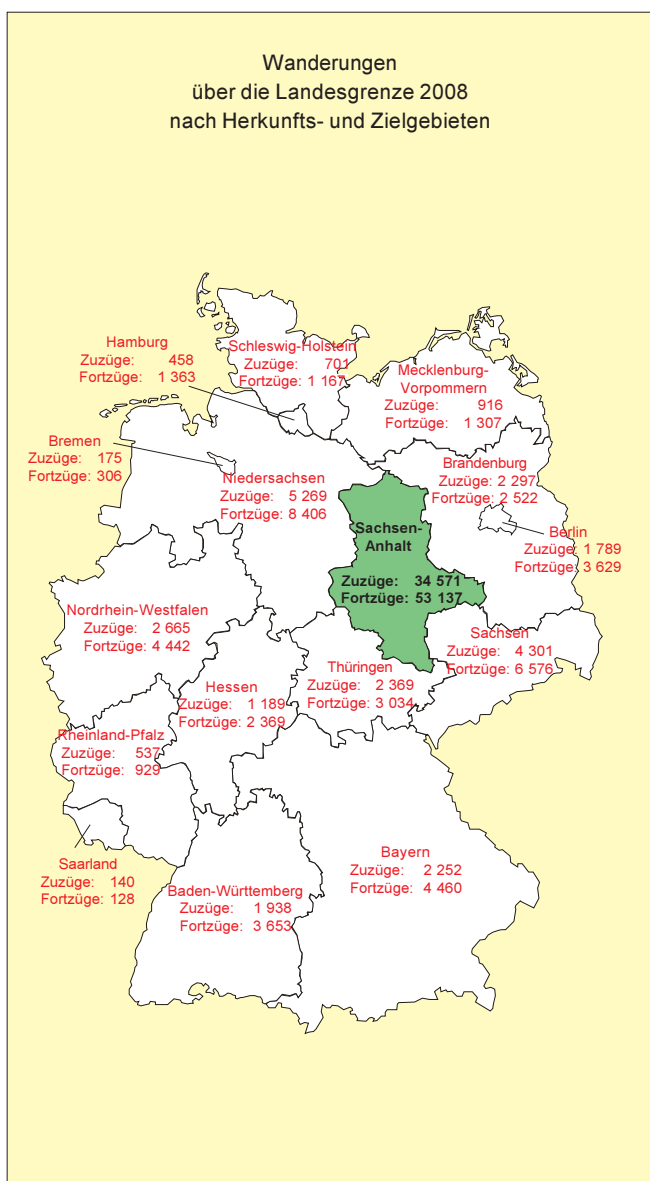 Wanderungen
über die Landesgrenze 2008
nach Herkunfts- und Zielgebieten
Hamburg
Zuzüge: 458
Fortzüge: 1 363
Schleswig-Holstein
Zuzüge: 701
Fortzüge: 1 167
Mecklenburg-
Vorpommern
Zuzüge: 916
Fortzüge: 1 307
Bremen
Zuzüge: 175
Fortzüge: 306
Niedersachsen
Zuzüge: 5 269
Fortzüge: 8 406
Brandenburg
Zuzüge: 2 297
Fortzüge: 2 522
Berlin
Zuzüge: 1 789
Fortzüge: 3 629
Sachsen-
Anhalt
Zuzüge: 34 571
Fortzüge: 53 137
Nordrhein-Westfalen
Zuzüge: 2 665
Fortzüge: 4 442
Sachsen
Zuzüge: 4 301
Fortzüge: 6 576
Thüringen
Zuzüge: 2 369
Fortzüge: 3 034
Hessen
Zuzüge: 1 189
Fortzüge: 2 369
Rheinland-Pfalz
Zuzüge: 537
Fortzüge: 929
Saarland
Zuzüge: 140
Fortzüge: 128
Baden-Württemberg
Zuzüge: 1 938
Fortzüge: 3 653
Bayern
Zuzüge: 2 252
Fortzüge: 4 460